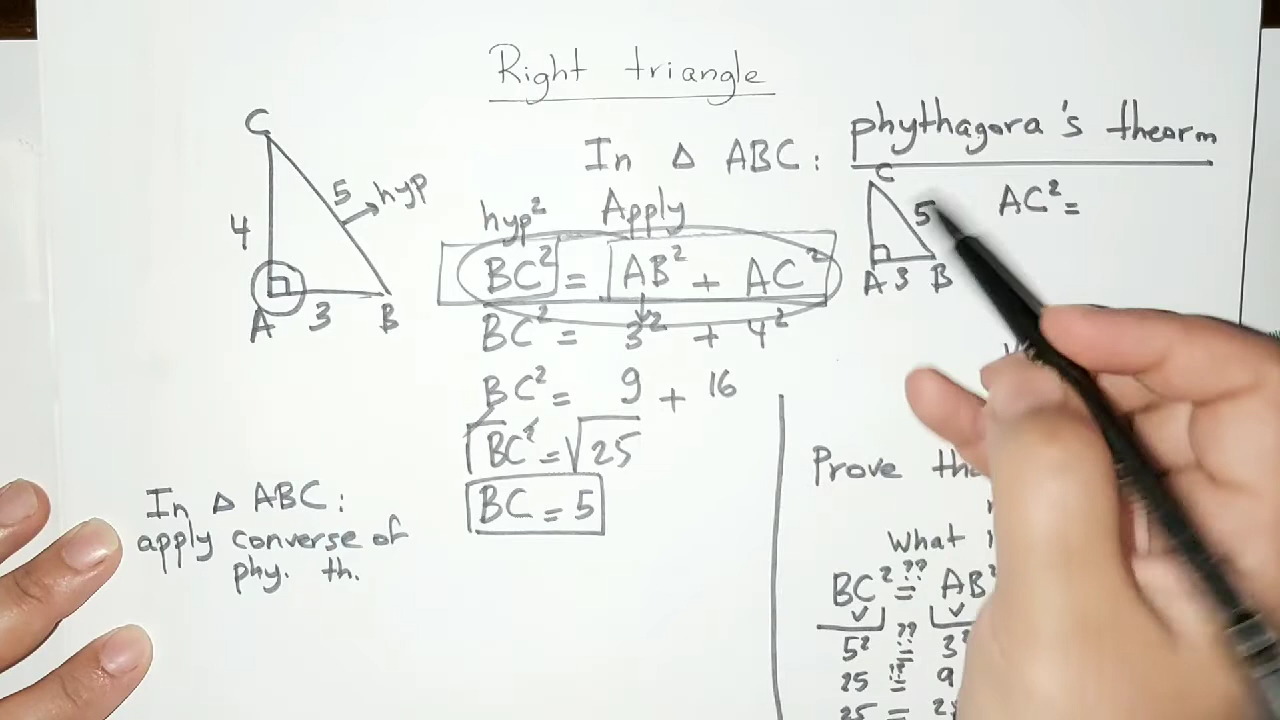 Right triangle
C
5 → hyp
4
A 3 B
In Δ ABC:
hyp² Apply
BC² = AB² + AC²
BC² = 3² + 4²
BC² = 9 + 16
√BC² = √25
BC = 5
In Δ ABC:
apply converse of
phy. th.
phythagora's theorm
C
5
AC² =
A 3 B
Prove
What
BC² ??= AB²
5² ??= 3²
25 ??= 9
25 =